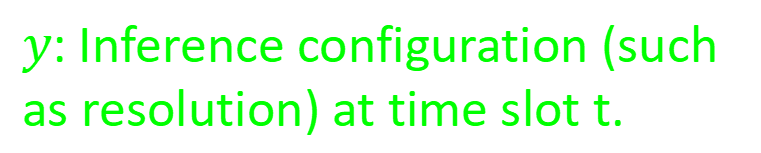 y: Inference configuration (such
as resolution) at time slot t.